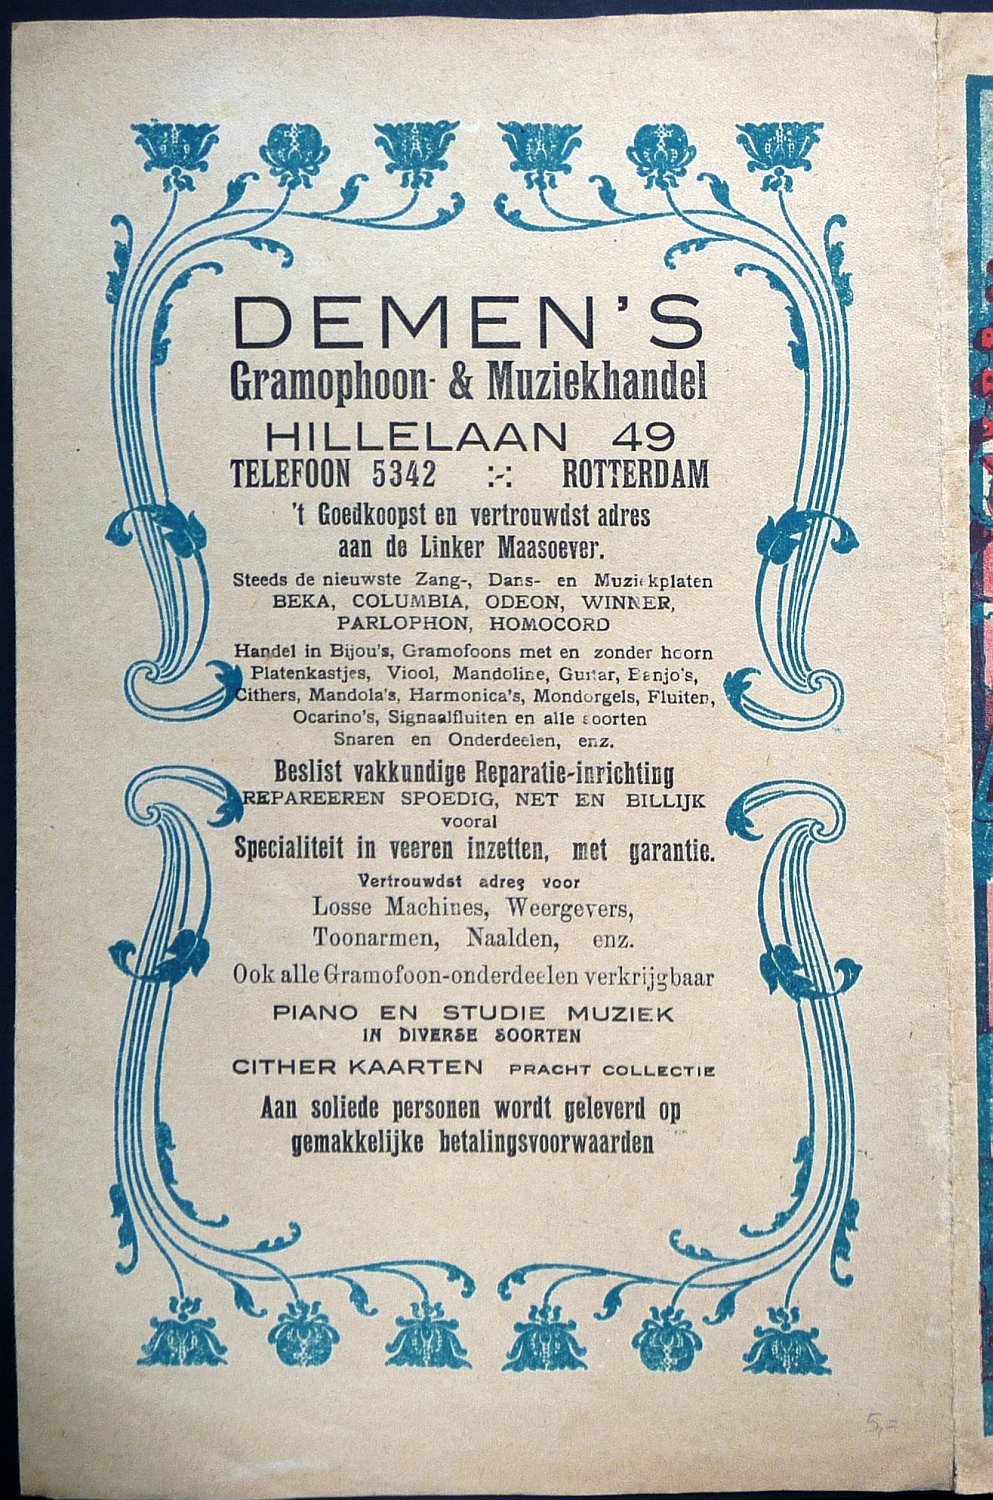 DEMEN'S
Gramophoon- & Muziekhandel
HILLELAAN 49
TELEFOON 5342 :-: ROTTERDAM
't Goedkoopst en vertrouwdst adres
aan de Linker Maasoever.
Steeds de nieuwste Zang-, Dans- en Muziekplaten
BEKA, COLUMBIA, ODEON, WINNER,
PARLOPHON, HOMOCORD
Handel in Bijou's, Gramofoons met en zonder hoorn
Platenkastjes, Viool, Mandoline, Guitar, Banjo's,
Cithers, Mandola's, Harmonica's, Mondorgels, Fluiten,
Ocarino's, Signaalfluiten en alle soorten
Snaren en Onderdeelen, enz.
Beslist vakkundige Reparatie-inrichting
REPAREEREN SPOEDIG, NET EN BILLIJK
vooral
Specialiteit in veeren inzetten, met garantie.
Vertrouwdst adres voor
Losse Machines, Weergevers,
Toonarmen, Naalden, enz.
Ook alle Gramofoon-onderdeelen verkrijgbaar
PIANO EN STUDIE MUZIEK
IN DIVERSE SOORTEN
CITHER KAARTEN PRACHT COLLECTIE
Aan soliede personen wordt geleverd op
gemakkelijke betalingsvoorwaarden
5,=